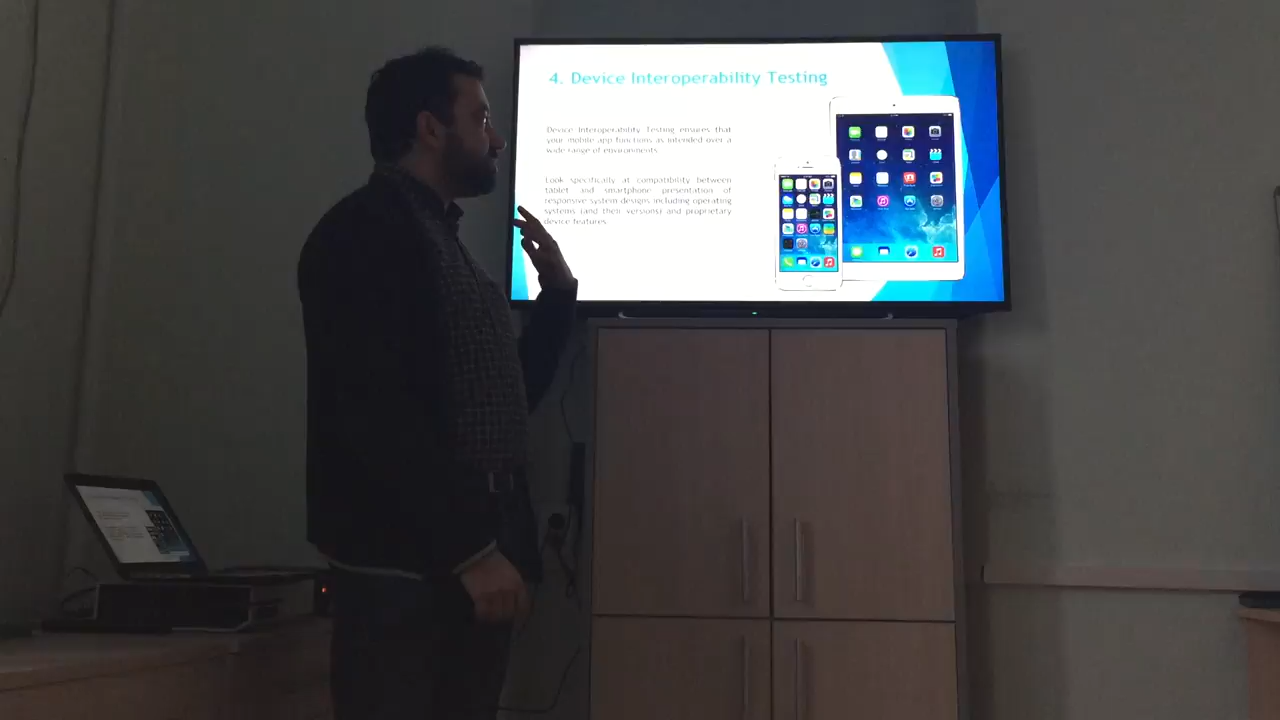 4. Device Interoperability Testing
Device Interoperability Testing ensures that
your mobile app functions as intended over a
wide range of environments.
Look specifically at compatibility between
tablet and smartphone presentation of
responsive system designs including operating
systems (and their versions) and proprietary
device features.